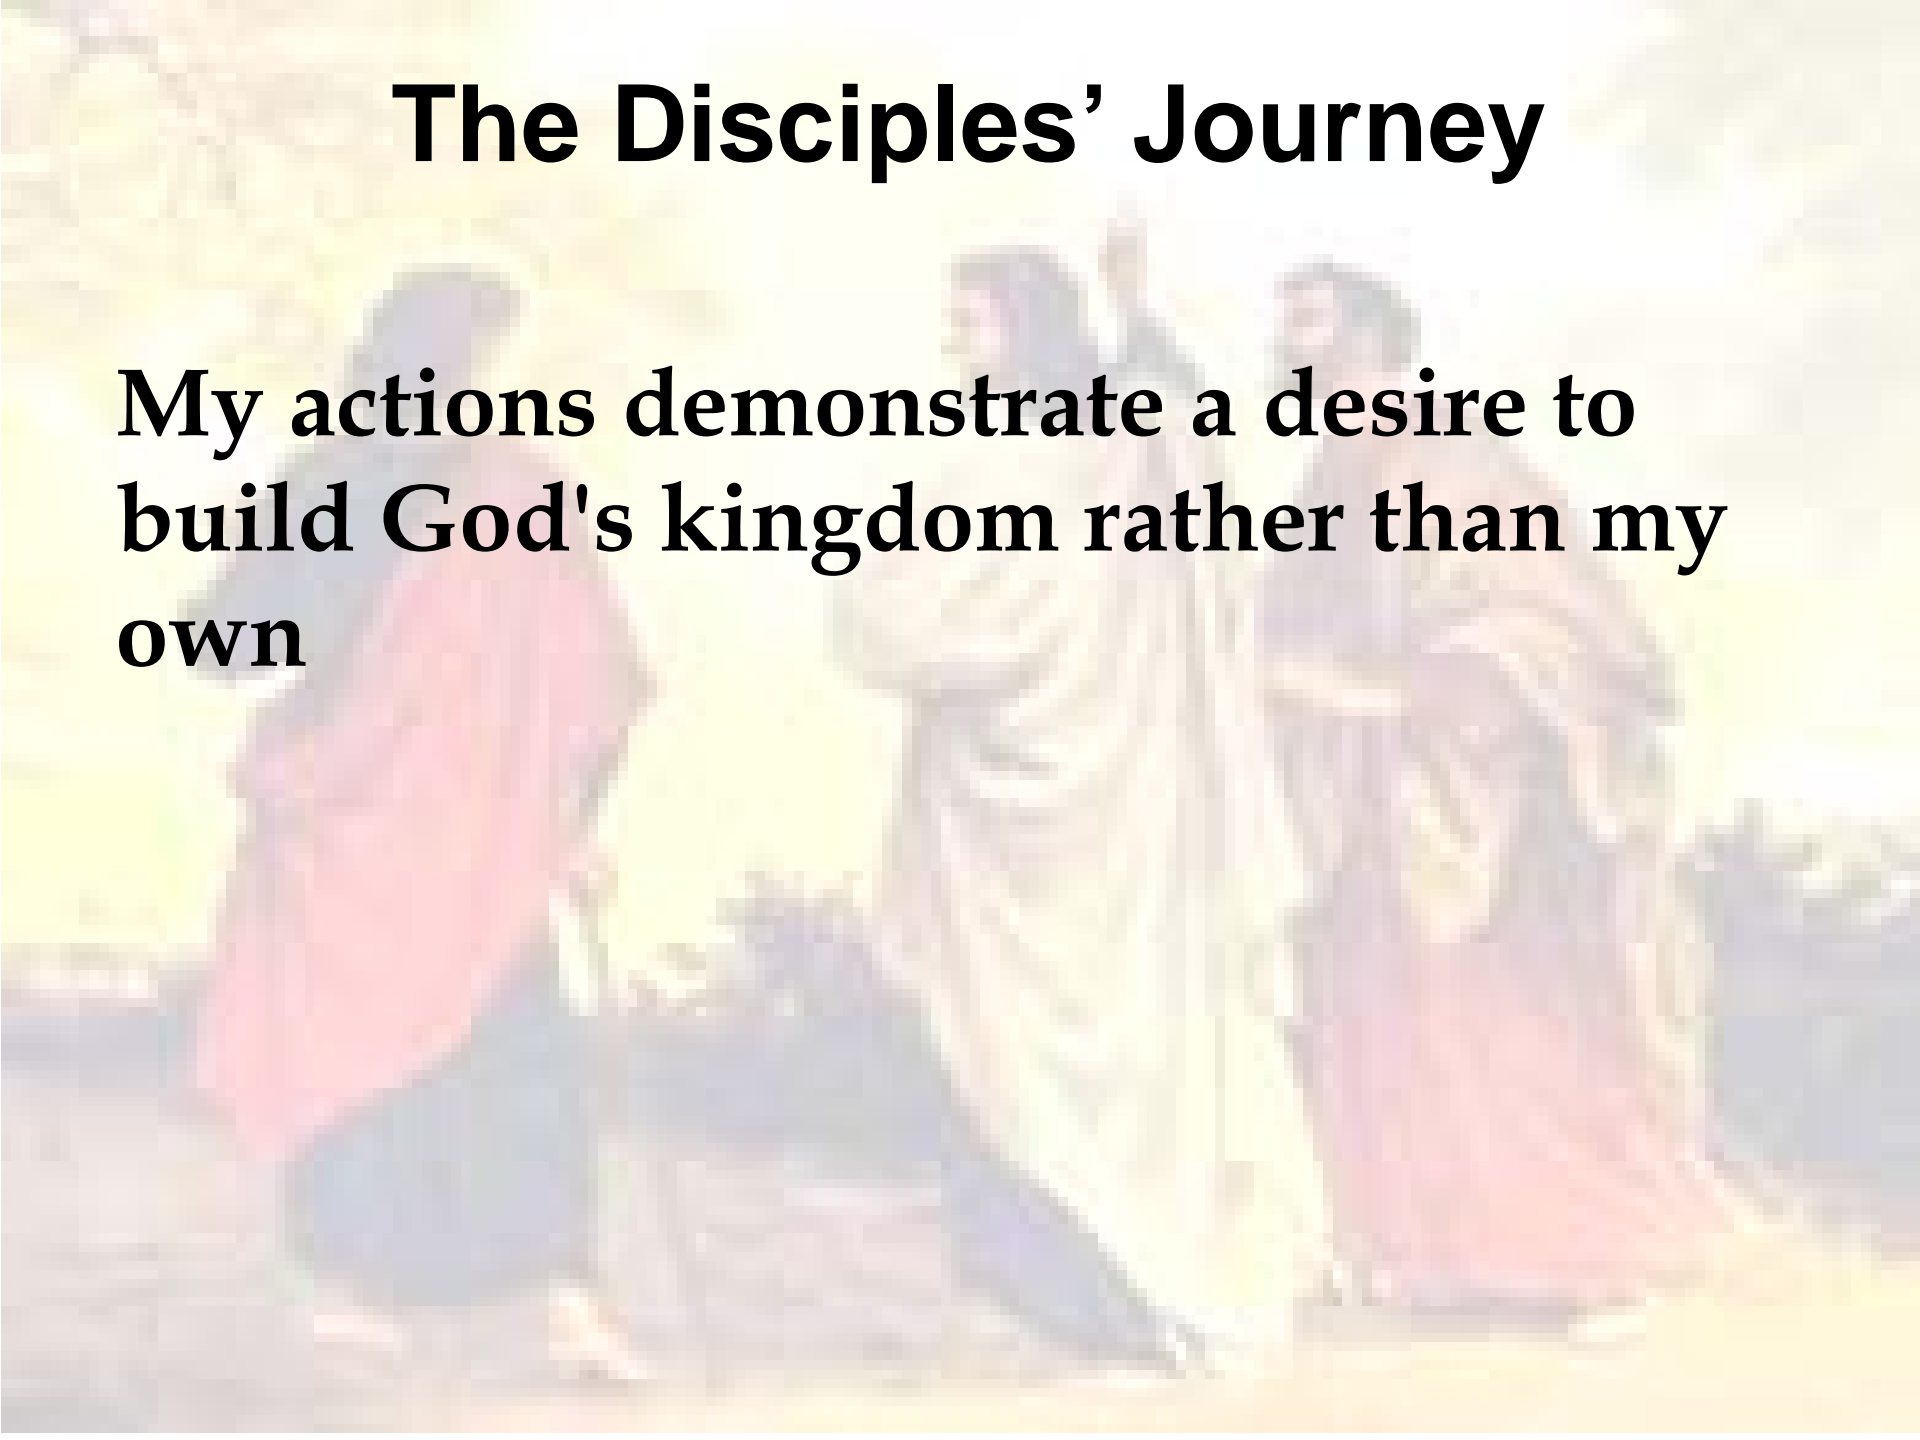 The Disciples’ Journey
My actions demonstrate a desire to
build God's kingdom rather than my
own